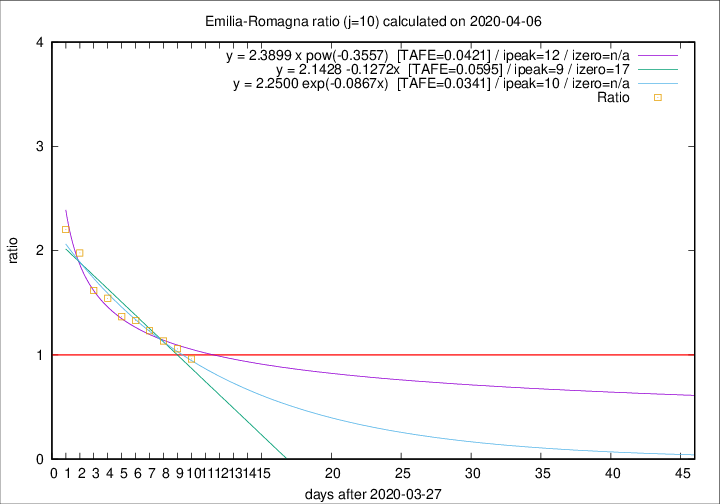 Emilia-Romagna ratio (j=10) calculated on 2020-04-06
y = 2.3899 x pow(-0.3557) [TAFE=0.0421] / ipeak=12 / izero=n/a
y = 2.1428 -0.1272x [TAFE=0.0595] / ipeak=9 / izero=17
y = 2.2500 exp(-0.0867x) [TAFE=0.0341] / ipeak=10 / izero=n/a
Ratio
4
3
2
1
0
ratio
0 1 2 3 4 5 6 7 8 9 10 11 12 13 14 15 20 25 30 35 40 45
days after 2020-03-27